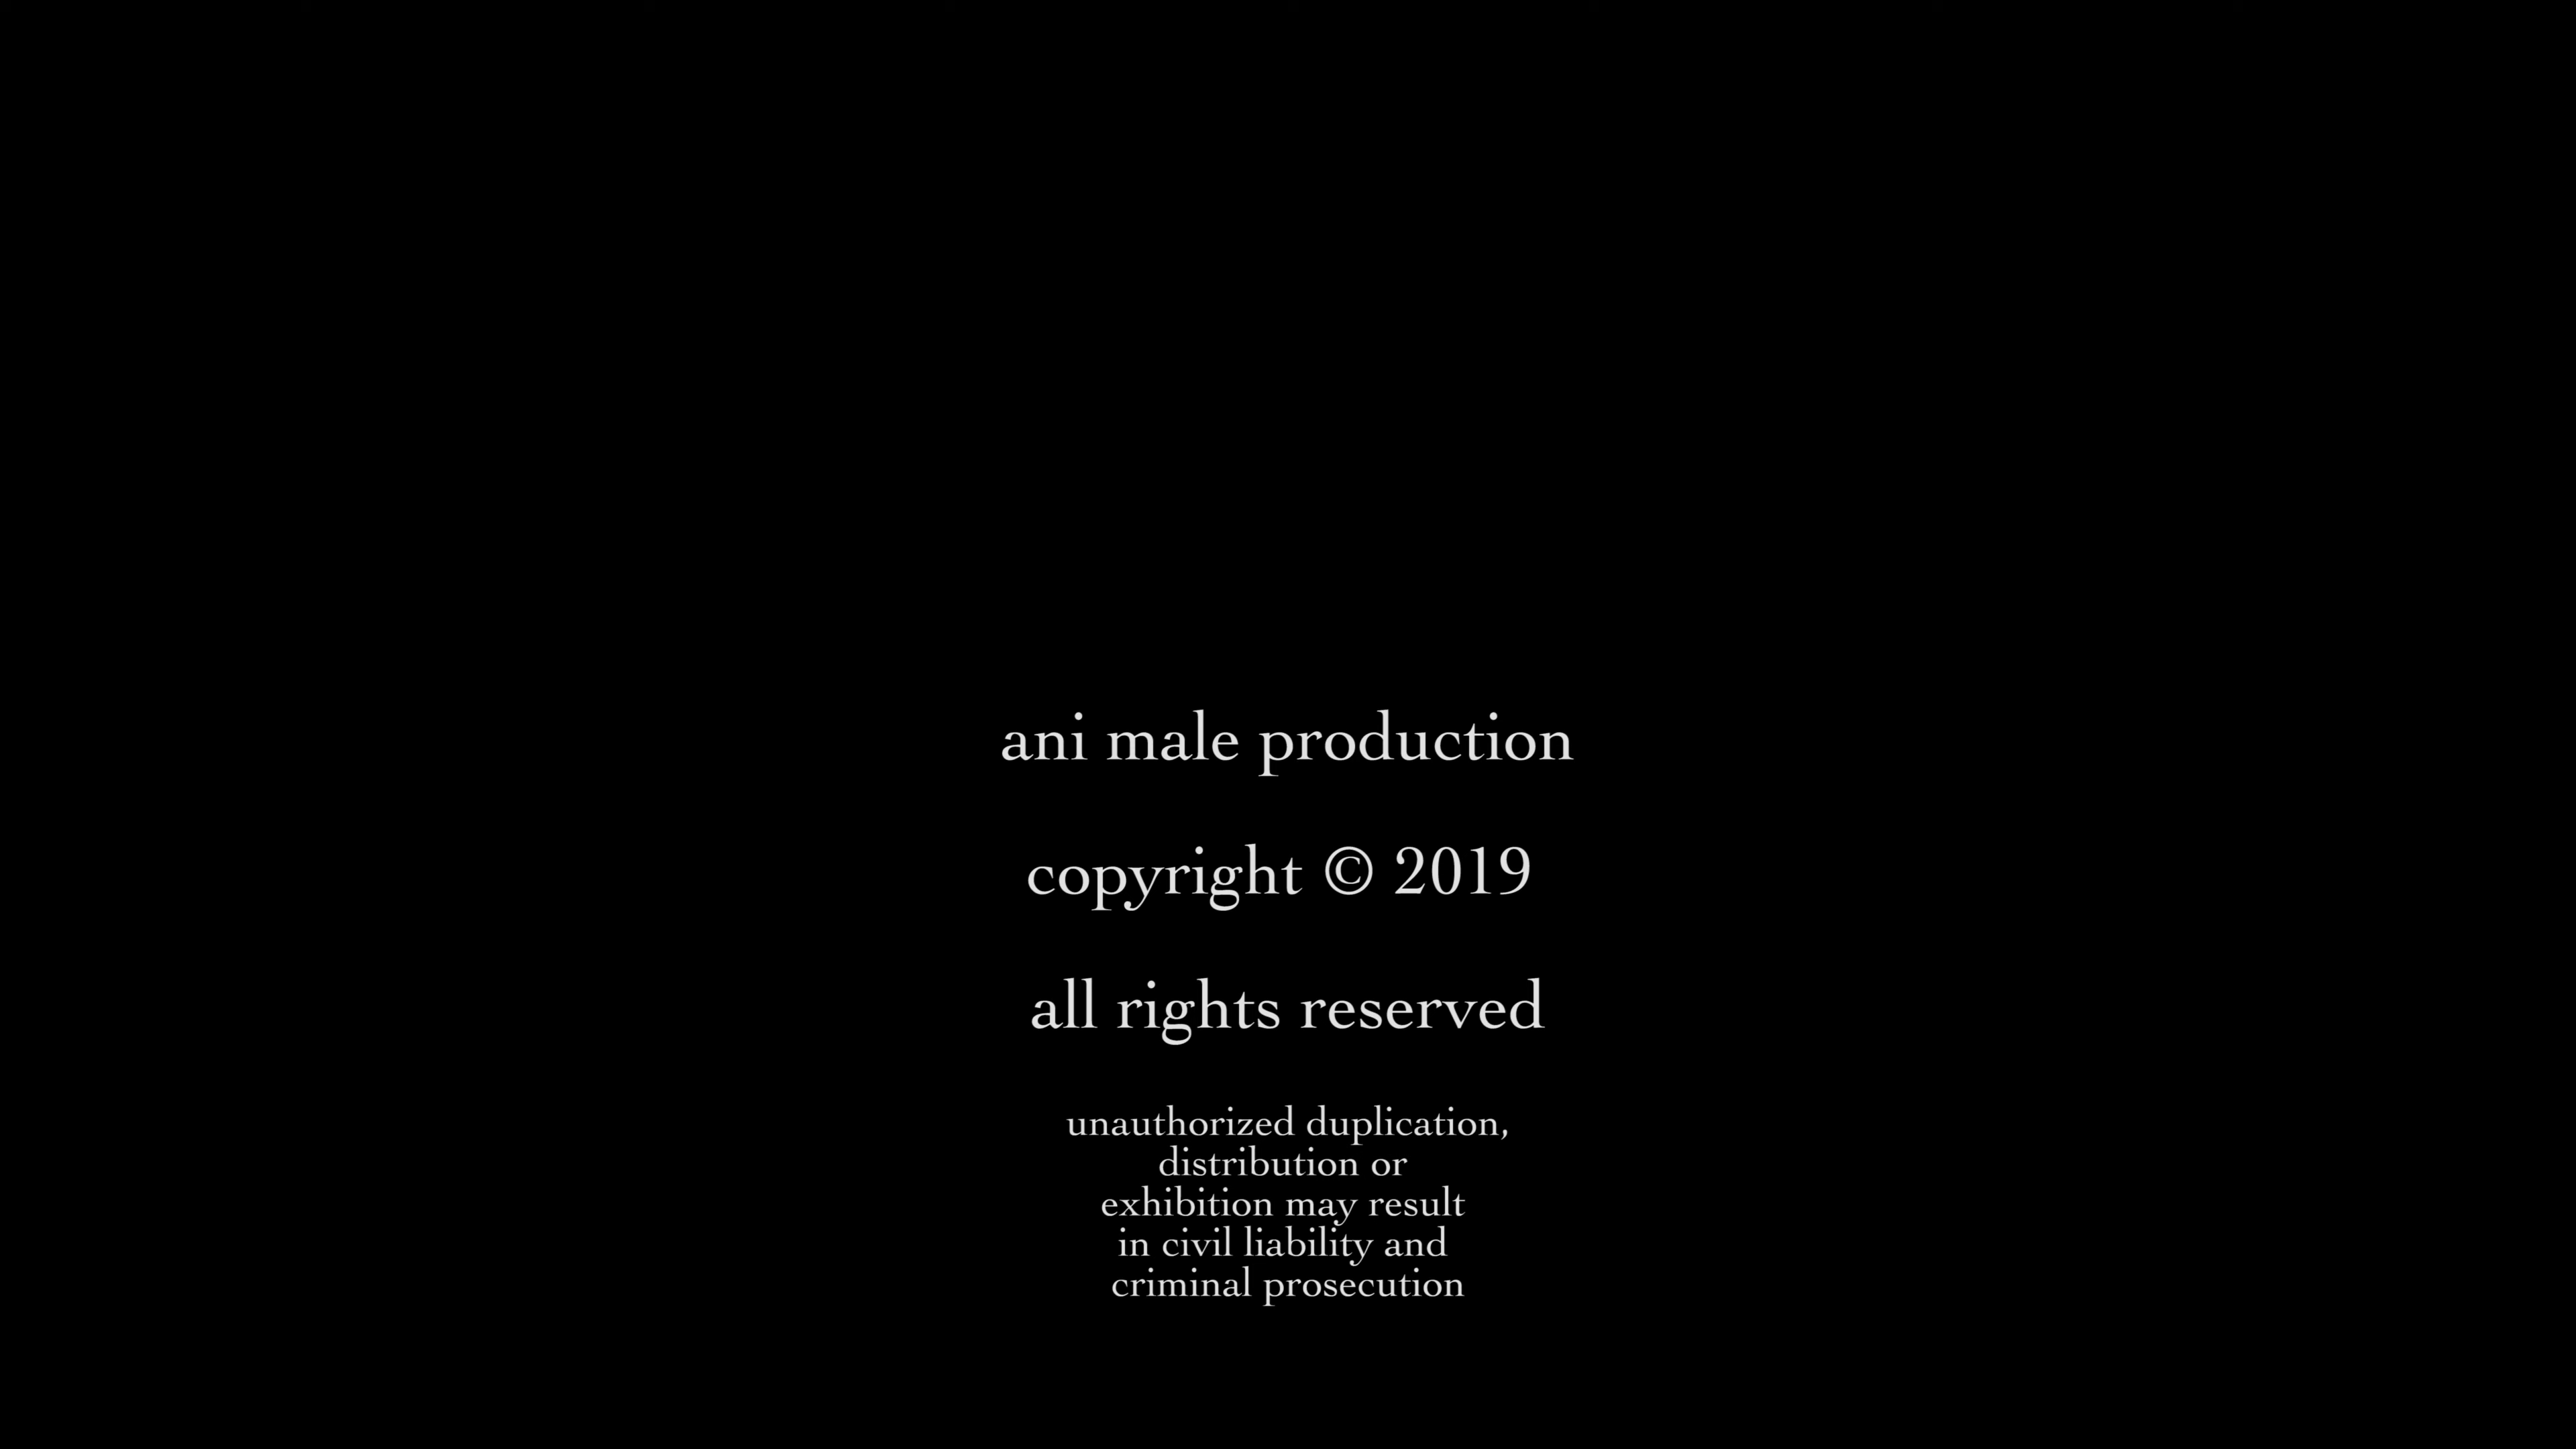 ani male production
copyright © 2019
all rights reserved
unauthorized duplication,
distribution or
exhibition may result
in civil liability and
criminal prosecution